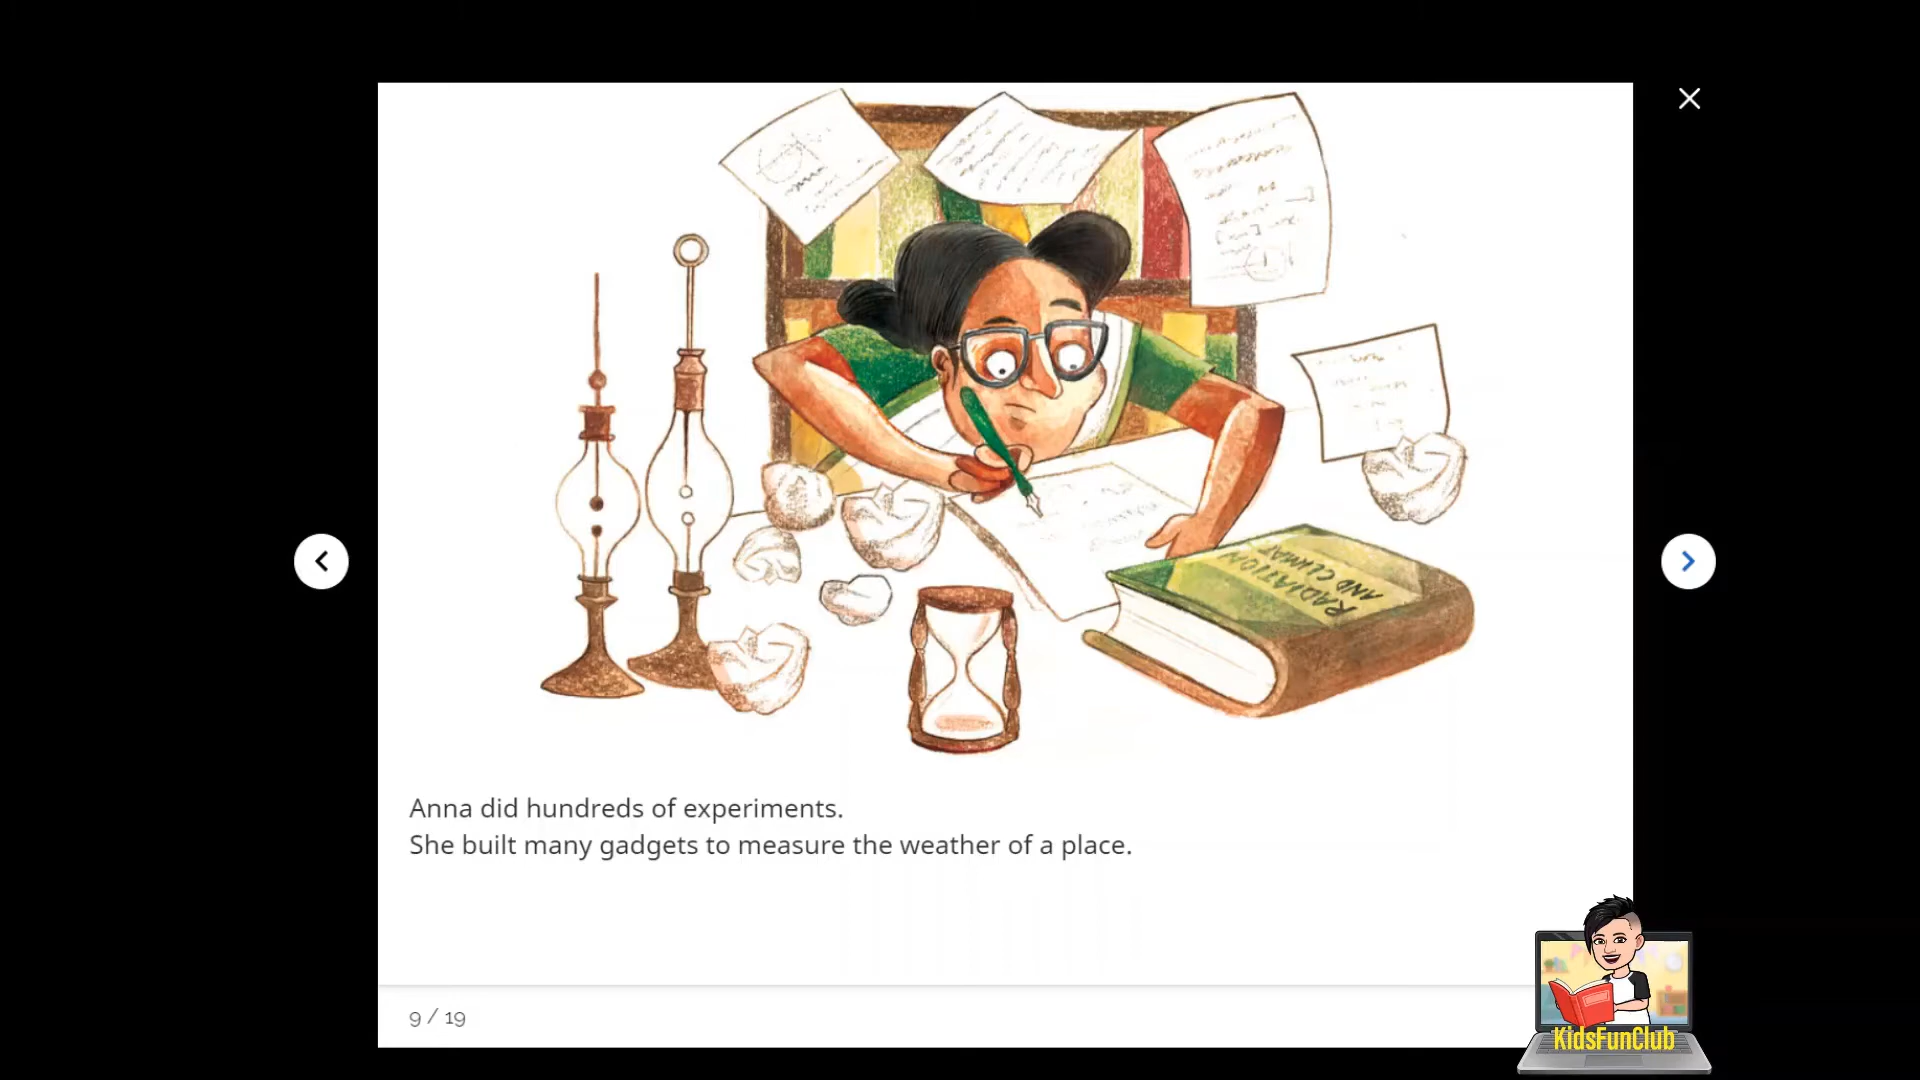 RADIATION
AND CLIMAT
Anna did hundreds of experiments.
She built many gadgets to measure the weather of a place.
9 / 19
KidsFunClub